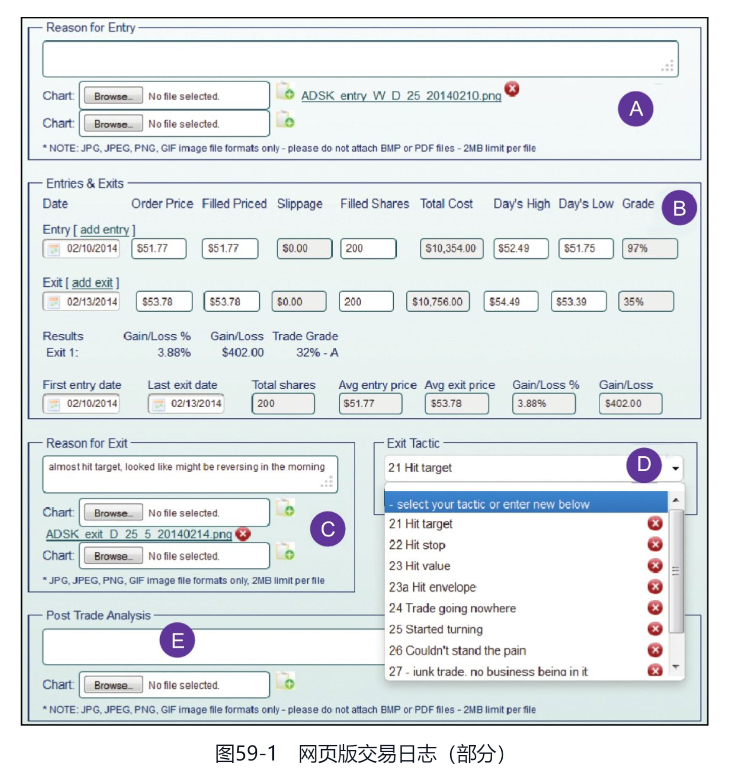 Reason for Entry
Chart: Browse... No file selected. ADSK_entry_W_D_25_20140210.png
A
Chart: Browse... No file selected.
* NOTE: JPG, JPEG, PNG, GIF image file formats only - please do not attach BMP or PDF files - 2MB limit per file
Entries & Exits
Date Order Price Filled Priced Slippage Filled Shares Total Cost Day's High Day's Low Grade B
Entry [ add entry ]
02/10/2014 $51.77 $51.77 $0.00 200 $10,354.00 $52.49 $51.75 97%
Exit [ add exit ]
02/13/2014 $53.78 $53.78 $0.00 200 $10,756.00 $54.49 $53.39 35%
Results Gain/Loss % Gain/Loss Trade Grade
Exit 1: 3.88% $402.00 32% - A
First entry date Last exit date Total shares Avg entry price Avg exit price Gain/Loss % Gain/Loss
02/10/2014 02/13/2014 200 $51.77 $53.78 3.88% $402.00
Reason for Exit
almost hit target, looked like might be reversing in the morning
Chart: Browse... No file selected.
C
ADSK_exit_D_25_5_20140214.png
Chart: Browse... No file selected.
* JPG, JPEG, PNG, GIF image file formats only, 2MB limit per file
Exit Tactic
21 Hit target D
- select your tactic or enter new below
21 Hit target
22 Hit stop
23 Hit value
23a Hit envelope
24 Trade going nowhere
25 Started turning
26 Couldn't stand the pain
27 - junk trade, no business being in it
Post Trade Analysis
E
Chart: Browse... No file selected.
* NOTE: JPG, JPEG, PNG, GIF image file formats only - please do not attach BMP or PDF files - 2MB limit per file
图59-1 网页版交易日志（部分）